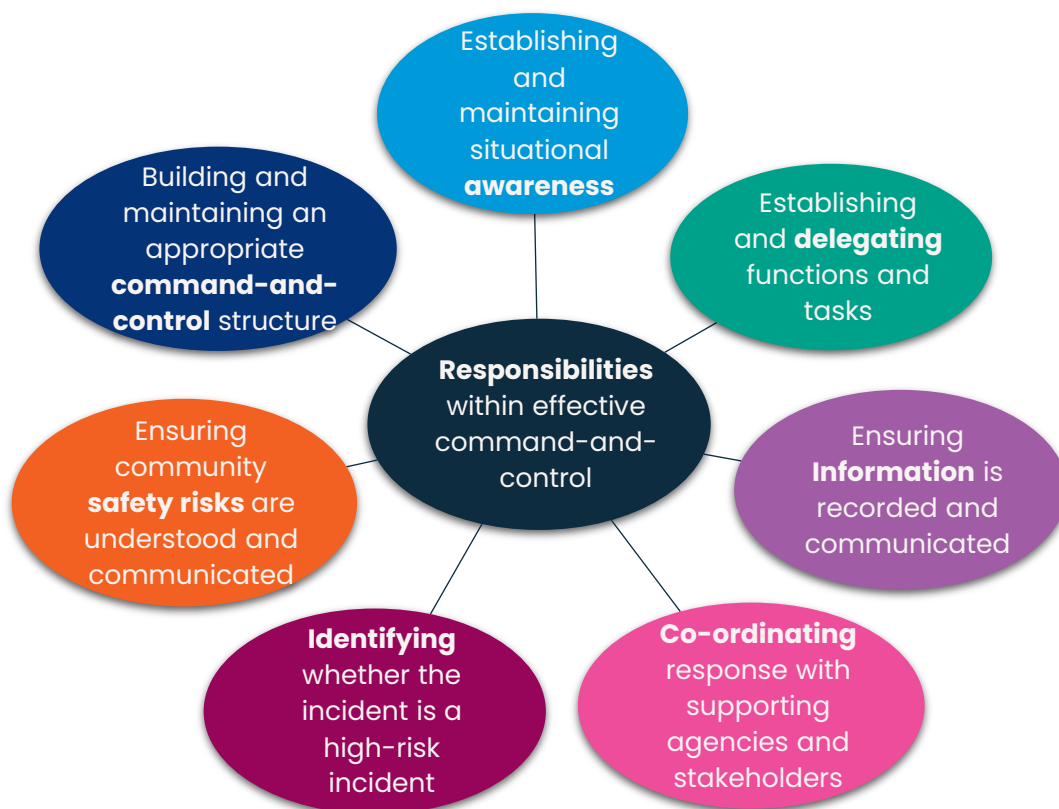 Establishing
and
maintaining
situational
awareness
Building and
maintaining an
appropriate
command-and-
control structure
Establishing
and delegating
functions and
tasks
Responsibilities
within effective
command-and-
control
Ensuring
community
safety risks are
understood and
communicated
Ensuring
Information is
recorded and
communicated
Identifying
whether the
incident is a
high-risk
incident
Co-ordinating
response with
supporting
agencies and
stakeholders